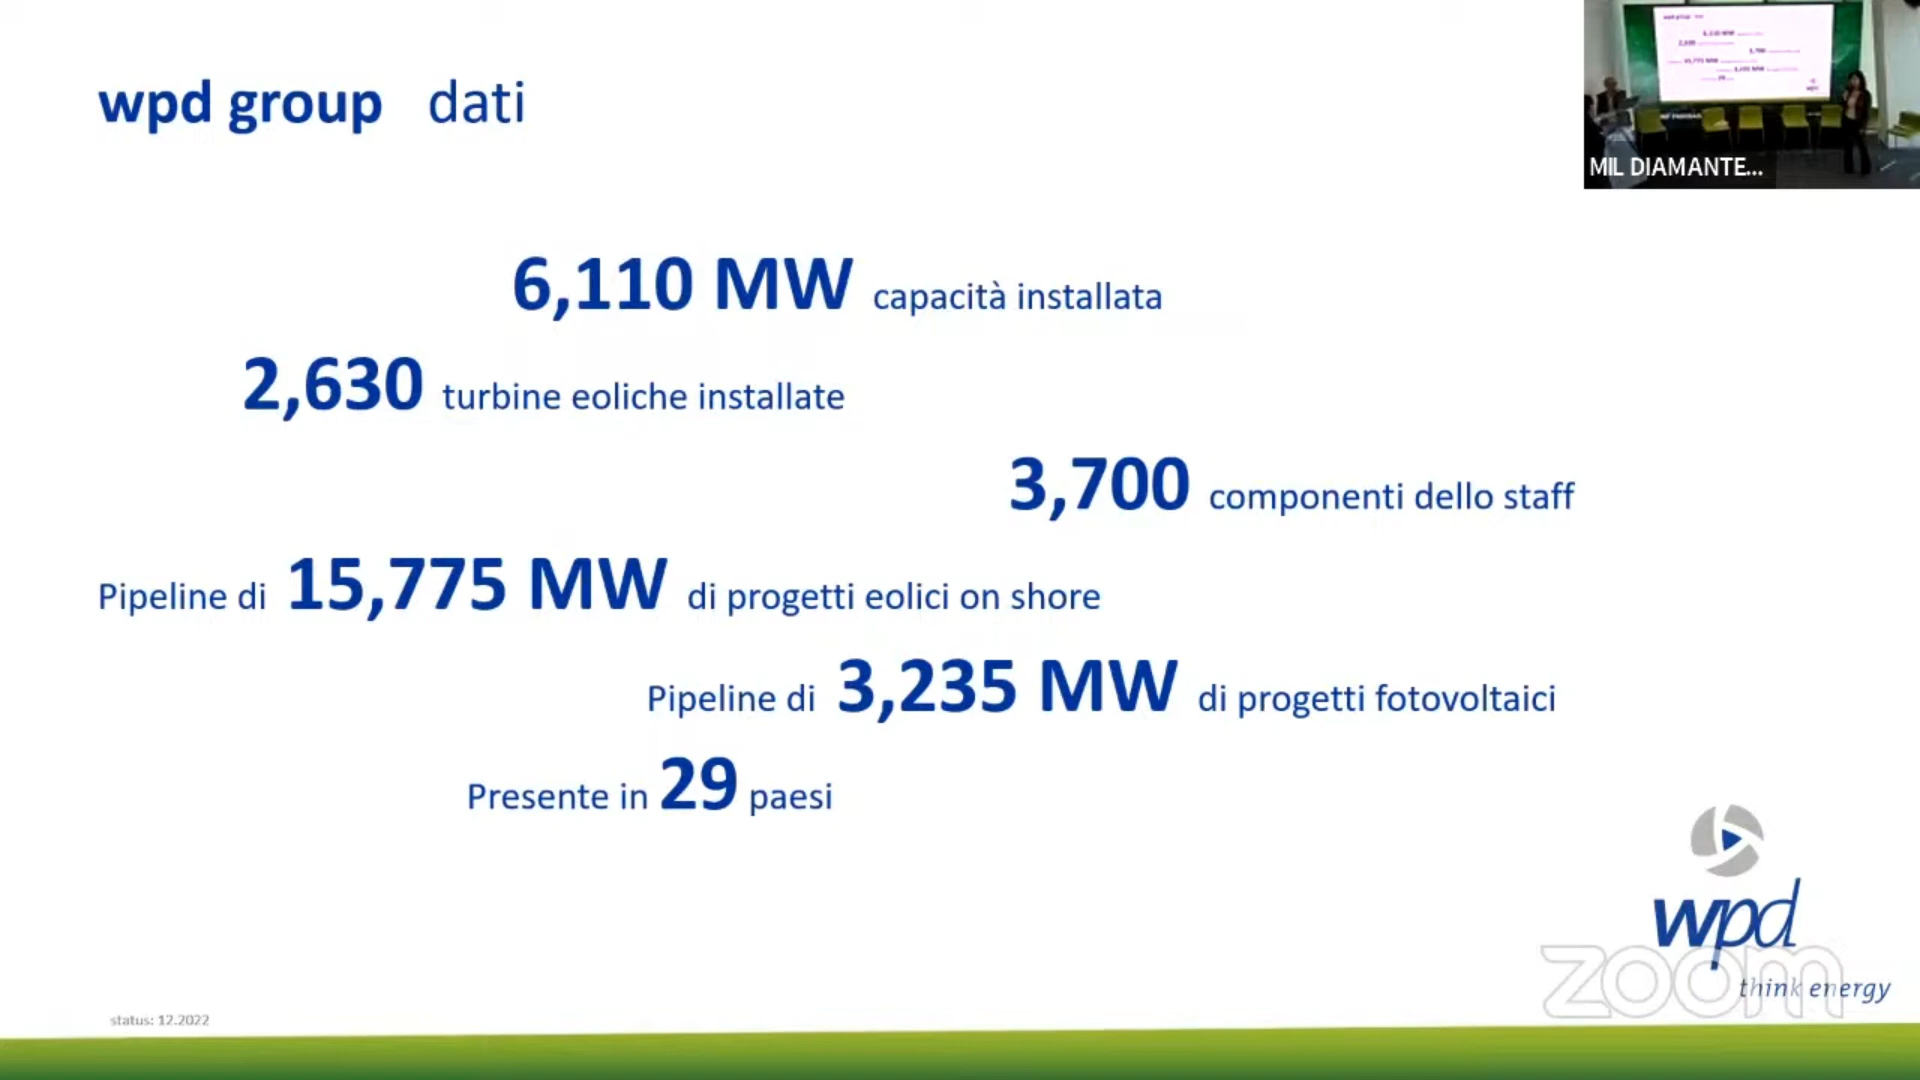 wpd group dati
MIL DIAMANTE...
6,110 MW capacità installata
2,630 turbine eoliche installate
3,700 componenti dello staff
Pipeline di 15,775 MW di progetti eolici on shore
Pipeline di 3,235 MW di progetti fotovoltaici
Presente in 29 paesi
wpd
think energy
zoom
status: 12.2022